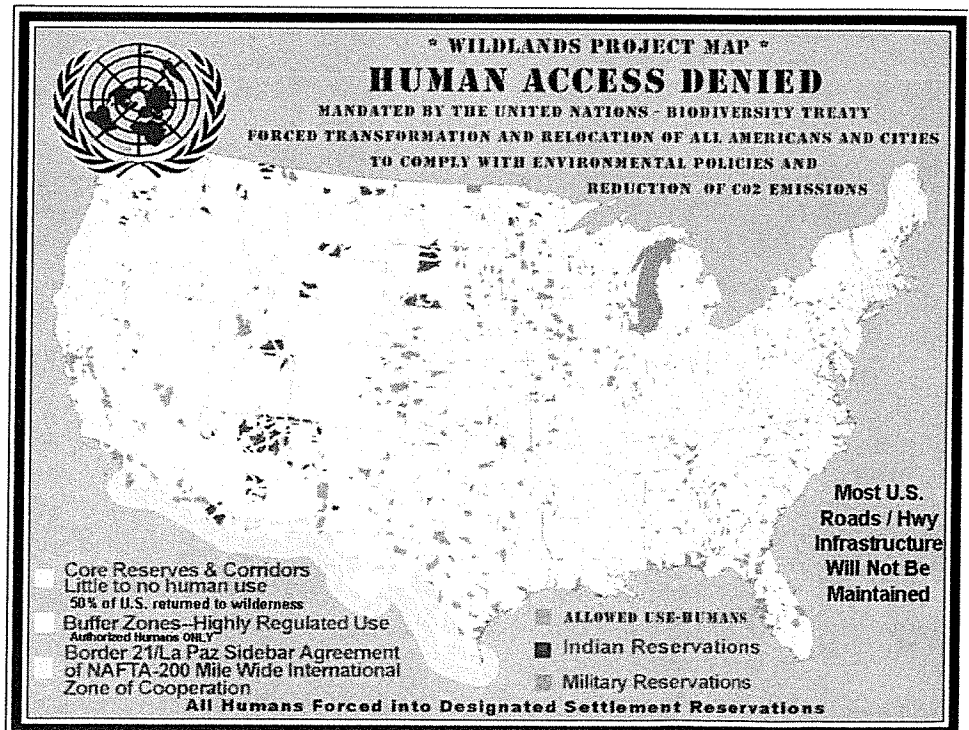 * WILDLANDS PROJECT MAP *
HUMAN ACCESS DENIED
MANDATED BY THE UNITED NATIONS - BIODIVERSITY TREATY
FORCED TRANSFORMATION AND RELOCATION OF ALL AMERICANS AND CITIES
TO COMPLY WITH ENVIRONMENTAL POLICIES AND
REDUCTION OF CO2 EMISSIONS
Most U.S.
Roads / Hwy
Infrastructure
Will Not Be
Maintained
Core Reserves & Corridors
Little to no human use
50% of U.S. returned to wilderness
Buffer Zones--Highly Regulated Use
Authorized Humans ONLY
Border 21/La Paz Sidebar Agreement
of NAFTA-200 Mile Wide International
Zone of Cooperation
ALLOWED USE-HUMANS
Indian Reservations
Military Reservations
All Humans Forced into Designated Settlement Reservations